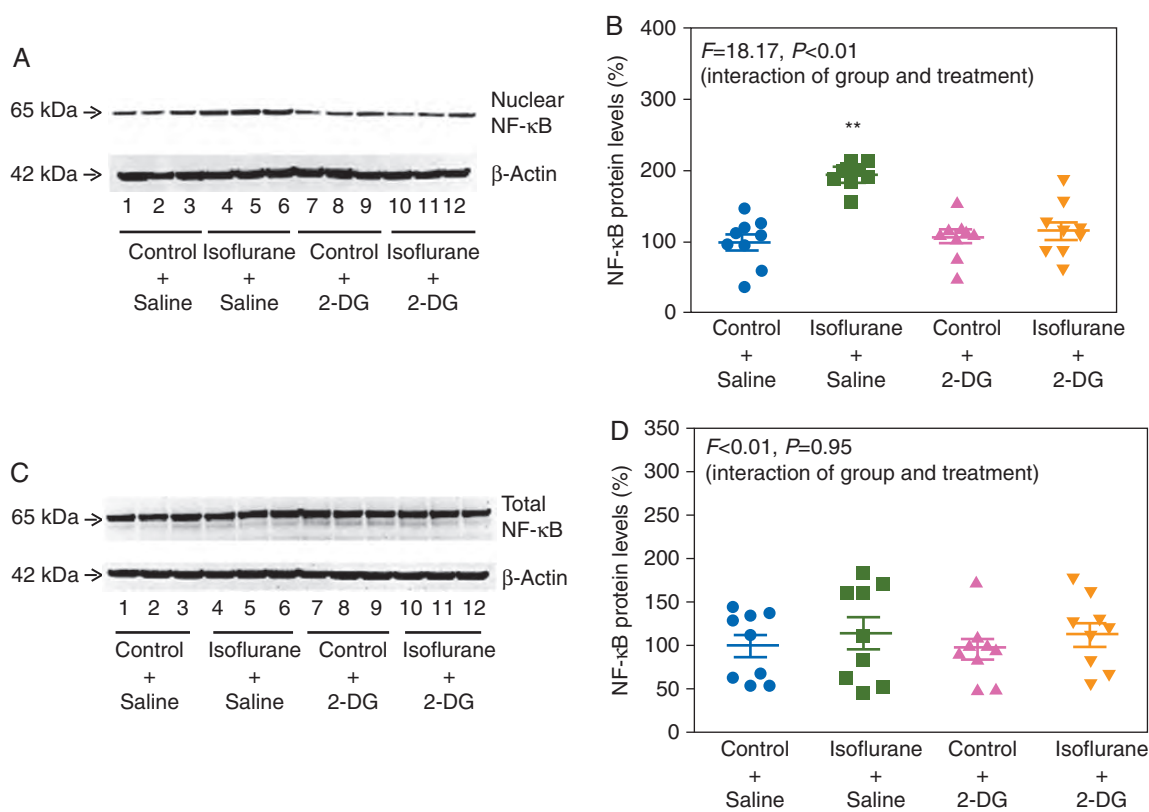 A
65 kDa
Nuclear
NF-κB
42 kDa
β-Actin
1 2 3 4 5 6 7 8 9 10 11 12
Control Isoflurane Control Isoflurane
+ + + +
Saline Saline 2-DG 2-DG
B
F=18.17, P<0.01
(interaction of group and treatment)
**
NF-κB protein levels (%)
400
300
200
100
0
Control Isoflurane Control Isoflurane
+ + + +
Saline Saline 2-DG 2-DG
C
65 kDa
Total
NF-κB
42 kDa
β-Actin
1 2 3 4 5 6 7 8 9 10 11 12
Control Isoflurane Control Isoflurane
+ + + +
Saline Saline 2-DG 2-DG
D
F<0.01, P=0.95
(interaction of group and treatment)
NF-κB protein levels (%)
350
300
250
200
150
100
50
0
Control Isoflurane Control Isoflurane
+ + + +
Saline Saline 2-DG 2-DG